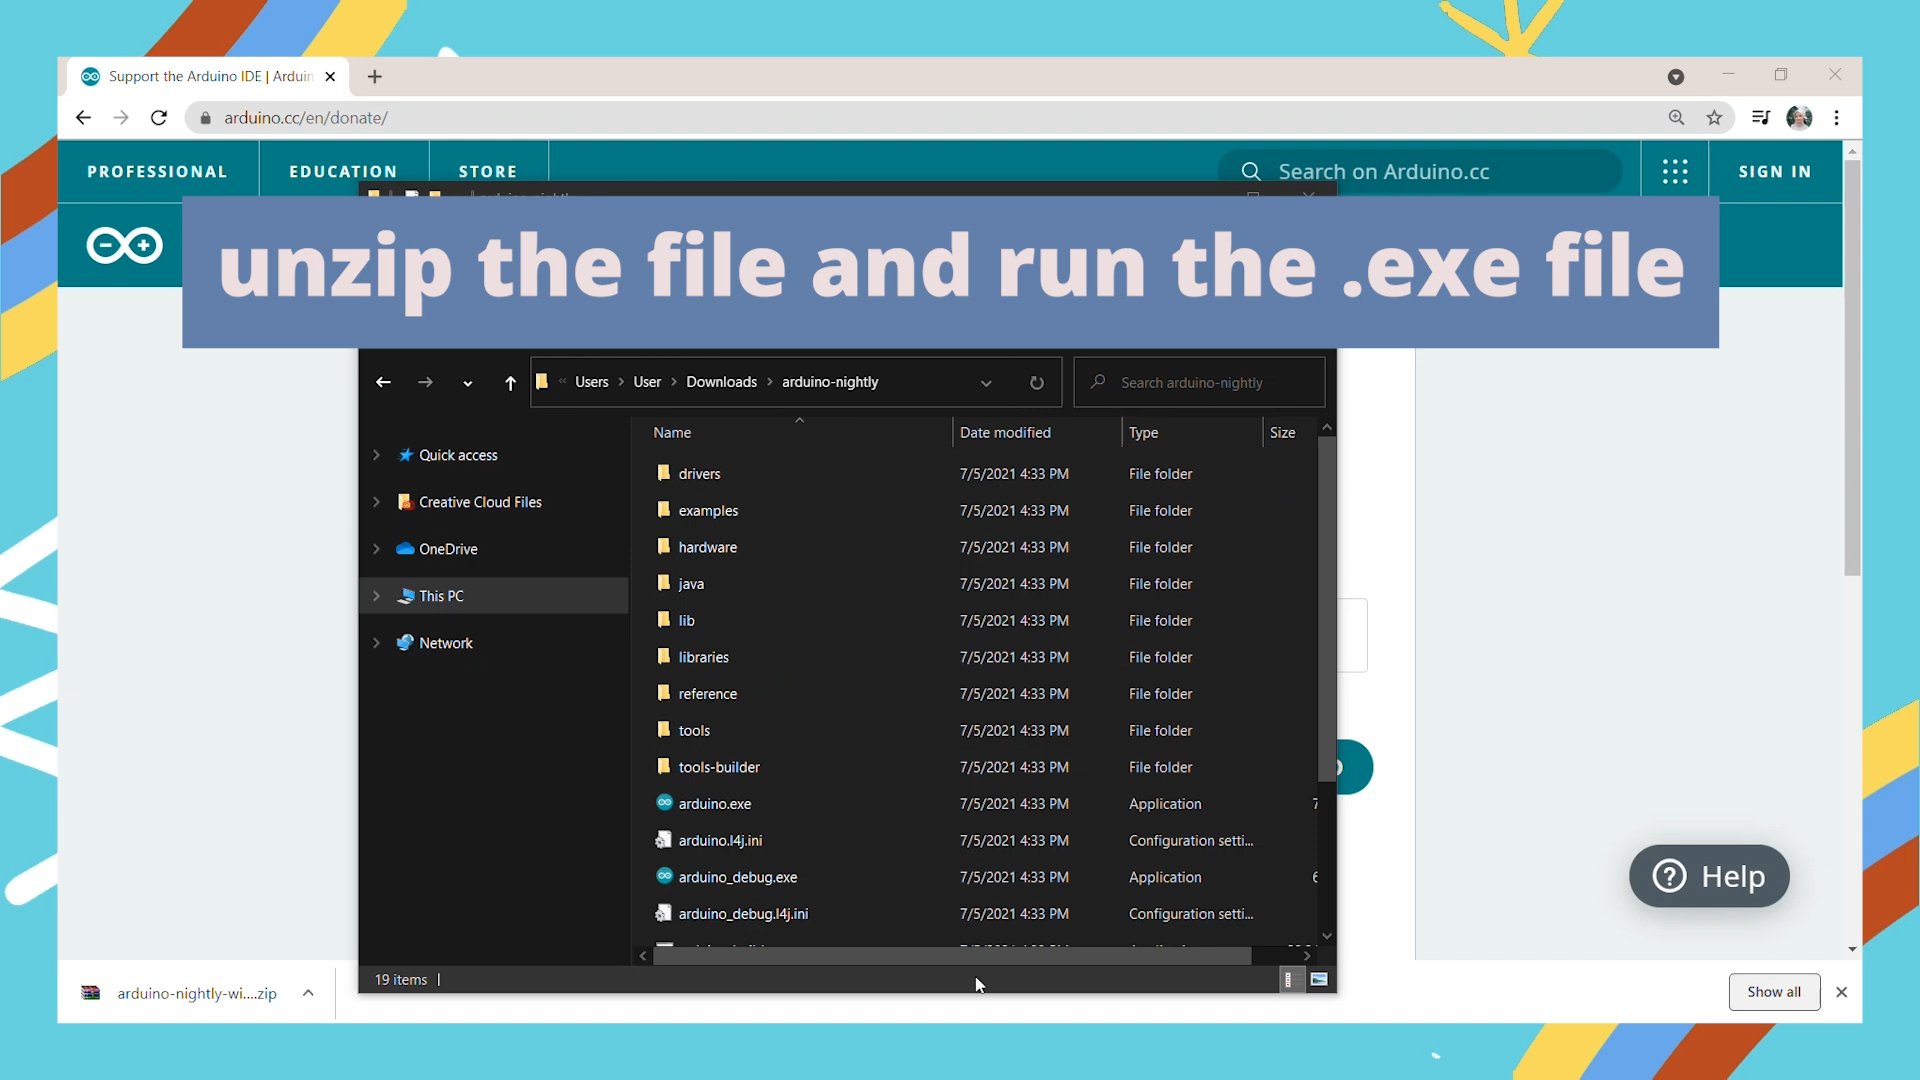 Support the Arduino IDE | Arduin
arduino.cc/en/donate/
PROFESSIONAL
EDUCATION
STORE
Search on Arduino.cc
SIGN IN
unzip the file and run the .exe file
Users > User > Downloads > arduino-nightly
Search arduino-nightly
Name Date modified Type Size
Quick access
Creative Cloud Files
OneDrive
This PC
Network
drivers 7/5/2021 4:33 PM File folder
examples 7/5/2021 4:33 PM File folder
hardware 7/5/2021 4:33 PM File folder
java 7/5/2021 4:33 PM File folder
lib 7/5/2021 4:33 PM File folder
libraries 7/5/2021 4:33 PM File folder
reference 7/5/2021 4:33 PM File folder
tools 7/5/2021 4:33 PM File folder
tools-builder 7/5/2021 4:33 PM File folder
arduino.exe 7/5/2021 4:33 PM Application 7
arduino.l4j.ini 7/5/2021 4:33 PM Configuration setti...
arduino_debug.exe 7/5/2021 4:33 PM Application 6
arduino_debug.l4j.ini 7/5/2021 4:33 PM Configuration setti...
19 items
Help
arduino-nightly-wi....zip
Show all